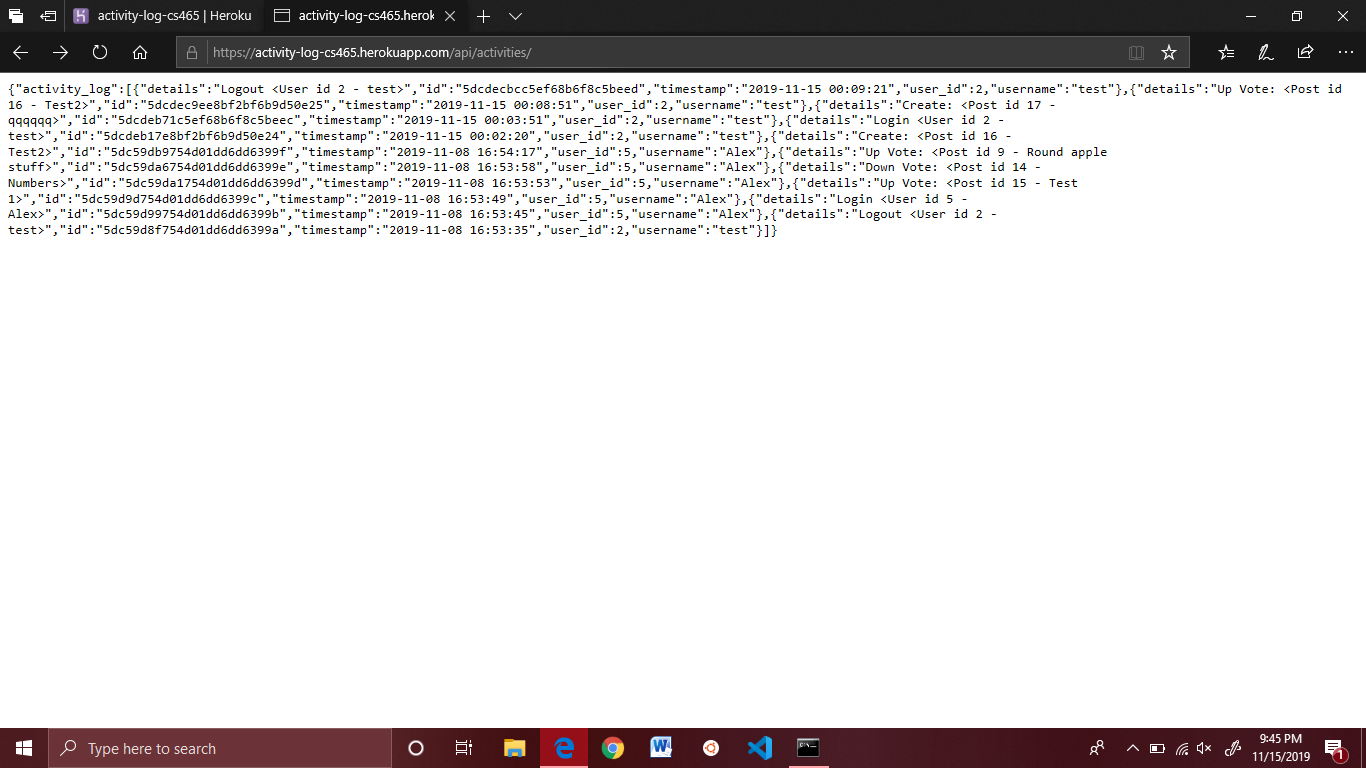 activity-log-cs465 | Heroku
activity-log-cs465.herok
https://activity-log-cs465.herokuapp.com/api/activities/
{"activity_log":[{"details":"Logout <User id 2 - test>","id":"5dcdecbcc5ef68b6f8c5beed","timestamp":"2019-11-15 00:09:21","user_id":2,"username":"test"},{"details":"Up Vote: <Post id
16 - Test2>","id":"5dcdec9ee8bf2bf6b9d50e25","timestamp":"2019-11-15 00:08:51","user_id":2,"username":"test"},{"details":"Create: <Post id 17 -
qqqqqq>","id":"5dcdeb71c5ef68b6f8c5beec","timestamp":"2019-11-15 00:03:51","user_id":2,"username":"test"},{"details":"Login <User id 2 -
test>","id":"5dcdeb17e8bf2bf6b9d50e24","timestamp":"2019-11-15 00:02:20","user_id":2,"username":"test"},{"details":"Create: <Post id 16 -
Test2>","id":"5dc59db9754d01dd6dd6399f","timestamp":"2019-11-08 16:54:17","user_id":5,"username":"Alex"},{"details":"Up Vote: <Post id 9 - Round apple
stuff>","id":"5dc59da6754d01dd6dd6399e","timestamp":"2019-11-08 16:53:58","user_id":5,"username":"Alex"},{"details":"Down Vote: <Post id 14 -
Numbers>","id":"5dc59da1754d01dd6dd6399d","timestamp":"2019-11-08 16:53:53","user_id":5,"username":"Alex"},{"details":"Up Vote: <Post id 15 - Test
1>","id":"5dc59d9d754d01dd6dd6399c","timestamp":"2019-11-08 16:53:49","user_id":5,"username":"Alex"},{"details":"Login <User id 5 -
Alex>","id":"5dc59d99754d01dd6dd6399b","timestamp":"2019-11-08 16:53:45","user_id":5,"username":"Alex"},{"details":"Logout <User id 2 -
test>","id":"5dc59d8f754d01dd6dd6399a","timestamp":"2019-11-08 16:53:35","user_id":2,"username":"test"}]}
Type here to search
9:45 PM
11/15/2019
1